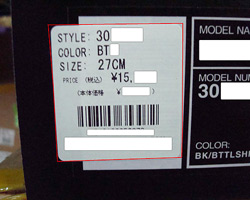 STYLE: 30
COLOR: BT
SIZE: 27CM
PRICE (税込) ¥15,
(本体価格 ¥
MODEL NAME
MODEL NUM
30
COLOR:
BK/BTTLSH